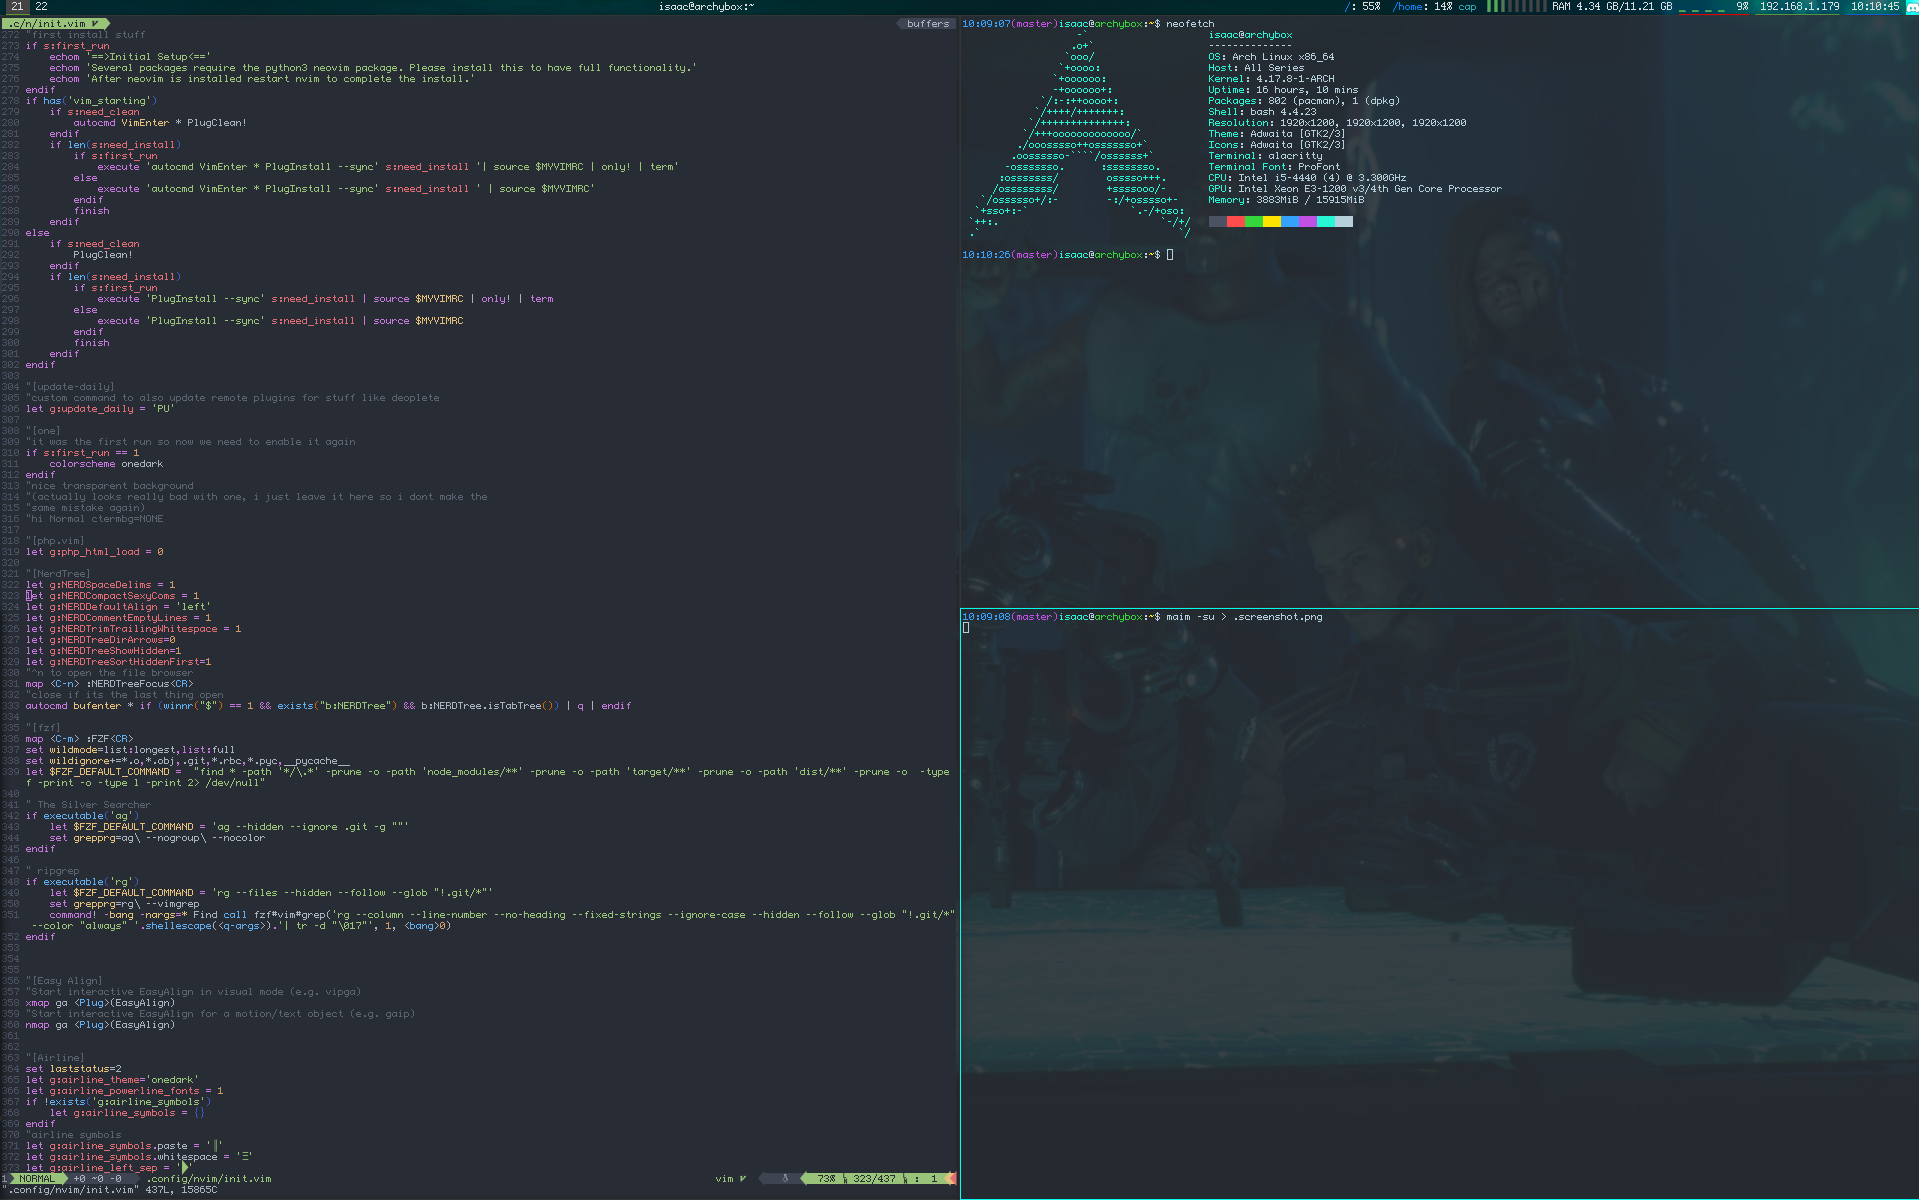 21 22 isaac@archybox:~ /: 55% /home: 14% cap RAM 4.34 GB/11.21 GB 9% 192.168.1.179 10:10:45
.c/n/init.vim buffers
272 "first install stuff
273 if s:first_run
274 echom '==>Initial Setup<=='
275 echom 'Several packages require the python3 neovim package. Please install this to have full functionality.'
276 echom 'After neovim is installed restart nvim to complete the install.'
277 endif
278 if has('vim_starting')
279 if s:need_clean
280 autocmd VimEnter * PlugClean!
281 endif
282 if len(s:need_install)
283 if s:first_run
284 execute 'autocmd VimEnter * PlugInstall --sync' s:need_install '| source $MYVIMRC | only! | term'
285 else
286 execute 'autocmd VimEnter * PlugInstall --sync' s:need_install ' | source $MYVIMRC'
287 endif
288 finish
289 endif
290 else
291 if s:need_clean
292 PlugClean!
293 endif
294 if len(s:need_install)
295 if s:first_run
296 execute 'PlugInstall --sync' s:need_install | source $MYVIMRC | only! | term
297 else
298 execute 'PlugInstall --sync' s:need_install | source $MYVIMRC
299 endif
300 finish
301 endif
302 endif
303
304 "[update-daily]
305 "custom command to also update remote plugins for stuff like deoplete
306 let g:update_daily = 'PU'
307
308 "[one]
309 "it was the first run so now we need to enable it again
310 if s:first_run == 1
311 colorscheme onedark
312 endif
313 "nice transparent background
314 "(actually looks really bad with one, i just leave it here so i dont make the
315 "same mistake again)
316 "hi Normal ctermbg=NONE
317
318 "[php.vim]
319 let g:php_html_load = 0
320
321 "[NerdTree]
322 let g:NERDSpaceDelims = 1
323 let g:NERDCompactSexyComs = 1
324 let g:NERDDefaultAlign = 'left'
325 let g:NERDCommentEmptyLines = 1
326 let g:NERDTrimTrailingWhitespace = 1
327 let g:NERDTreeDirArrows=0
328 let g:NERDTreeShowHidden=1
329 let g:NERDTreeSortHiddenFirst=1
330 "^n to open the file browser
331 map <C-n> :NERDTreeFocus<CR>
332 "close if its the last thing open
333 autocmd bufenter * if (winnr("$") == 1 && exists("b:NERDTree") && b:NERDTree.isTabTree()) | q | endif
334
335 "[fzf]
336 map <C-m> :FZF<CR>
337 set wildmode=list:longest,list:full
338 set wildignore+=*.o,*.obj,.git,*.rbc,*.pyc,__pycache__
339 let $FZF_DEFAULT_COMMAND =  "find * -path '*/\.*' -prune -o -path 'node_modules/**' -prune -o -path 'target/**' -prune -o -path 'dist/**' -prune -o  -type
f -print -o -type l -print 2> /dev/null"
340
341 " The Silver Searcher
342 if executable('ag')
343 let $FZF_DEFAULT_COMMAND = 'ag --hidden --ignore .git -g ""'
344 set grepprg=ag\ --nogroup\ --nocolor
345 endif
346
347 " ripgrep
348 if executable('rg')
349 let $FZF_DEFAULT_COMMAND = 'rg --files --hidden --follow --glob "!.git/*"'
350 set grepprg=rg\ --vimgrep
351 command! -bang -nargs=* Find call fzf#vim#grep('rg --column --line-number --no-heading --fixed-strings --ignore-case --hidden --follow --glob "!.git/*"
--color "always" '.shellescape(<q-args>).'| tr -d "\017"', 1, <bang>0)
352 endif
353
354
355
356 "[Easy Align]
357 "Start interactive EasyAlign in visual mode (e.g. vipga)
358 xmap ga <Plug>(EasyAlign)
359 "Start interactive EasyAlign for a motion/text object (e.g. gaip)
360 nmap ga <Plug>(EasyAlign)
361
362
363 "[Airline]
364 set laststatus=2
365 let g:airline_theme='onedark'
366 let g:airline_powerline_fonts = 1
367 if !exists('g:airline_symbols')
368 let g:airline_symbols = {}
369 endif
370 "airline symbols
371 let g:airline_symbols.paste = '∥'
372 let g:airline_symbols.whitespace = 'Ξ'
373 let g:airline_left_sep = ''
1 NORMAL +0 ~0 -0 .config/nvim/init.vim vim 73% 323/437 : 1
".config/nvim/init.vim" 437L, 15865C
10:09:07(master)isaac@archybox:~$ neofetch
isaac@archybox
--------------
OS: Arch Linux x86_64
Host: All Series
Kernel: 4.17.8-1-ARCH
Uptime: 16 hours, 10 mins
Packages: 802 (pacman), 1 (dpkg)
Shell: bash 4.4.23
Resolution: 1920x1200, 1920x1200, 1920x1200
Theme: Adwaita [GTK2/3]
Icons: Adwaita [GTK2/3]
Terminal: alacritty
Terminal Font: ProFont
CPU: Intel i5-4440 (4) @ 3.300GHz
GPU: Intel Xeon E3-1200 v3/4th Gen Core Processor
Memory: 3883MiB / 15915MiB
10:10:26(master)isaac@archybox:~$
10:09:08(master)isaac@archybox:~$ maim -su > .screenshot.png